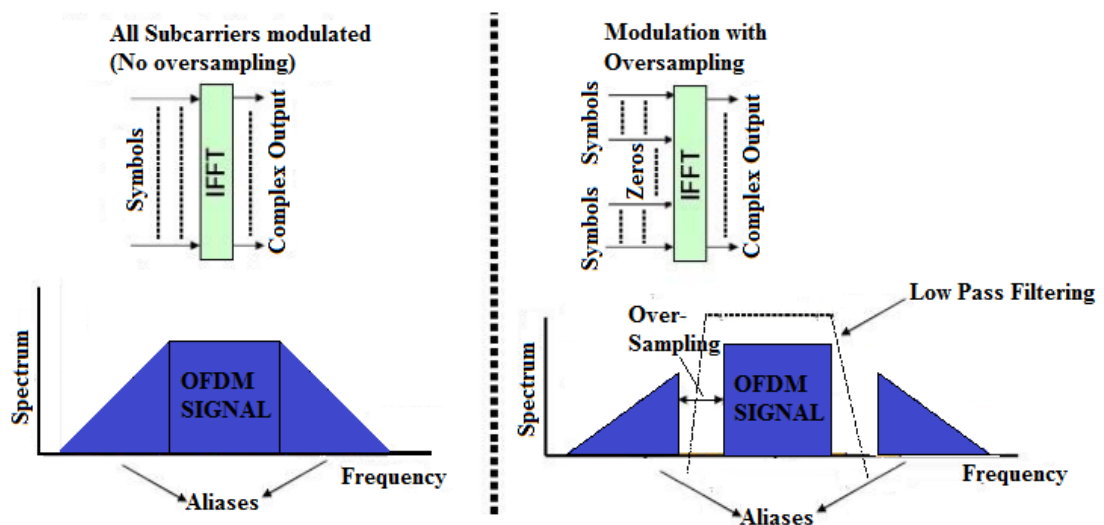 All Subcarriers modulated
(No oversampling)
Symbols
IFFT
Complex Output
Spectrum
OFDM
SIGNAL
Frequency
Aliases
Modulation with
Oversampling
Symbols
Zeros
Symbols
IFFT
Complex Output
Low Pass Filtering
Over-
Sampling
Spectrum
OFDM
SIGNAL
Frequency
Aliases